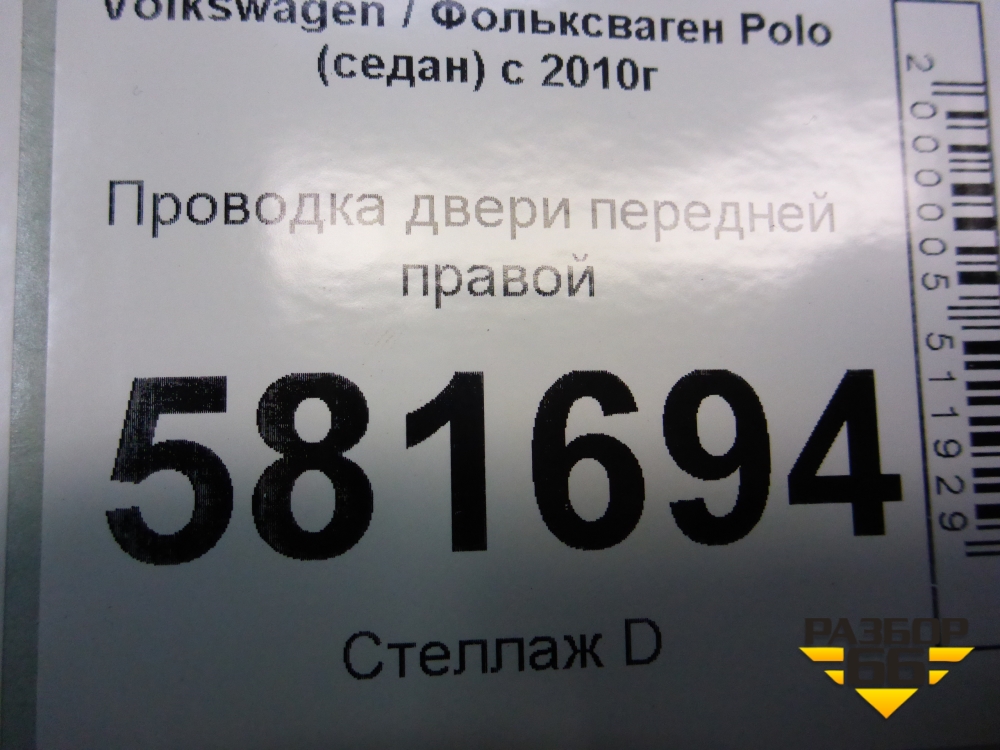 Volkswagen / Фольксваген Polo
(седан) с 2010г
Проводка двери передней
правой
581694
Стеллаж D
2000005511929
РАЗБОР
66